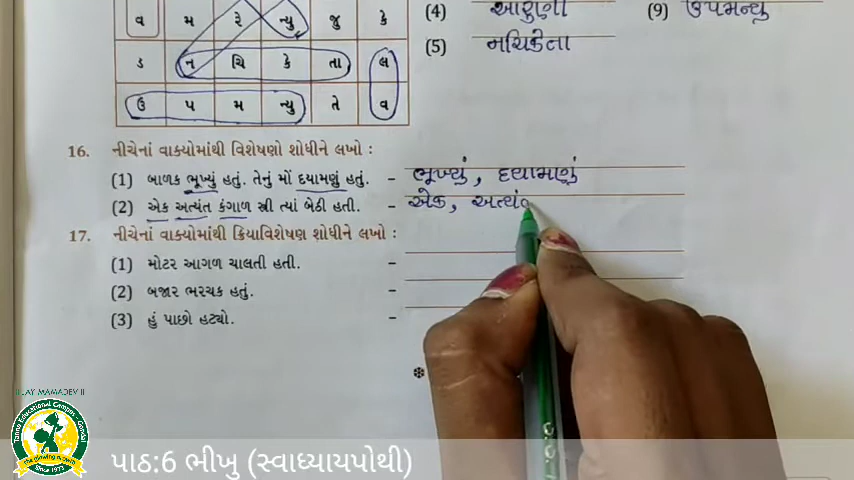 વ મ રે ન્યુ જુ કે
(4) આરુણી
(9) ઉપમન્યુ
(5) નચિકેતા
ડ ન ચિ કે તા લ
ઉ પ મ ન્યુ તે વ
16. નીચેનાં વાક્યોમાંથી વિશેષણો શોધીને લખો :
(1) બાળક ભૂખ્યું હતું. તેનું મોં દયામણું હતું. – ભૂખ્યું, દયામણું
(2) એક અત્યંત કંગાળ સ્ત્રી ત્યાં બેઠી હતી. – એક, અત્યંત
17. નીચેનાં વાક્યોમાંથી ક્રિયાવિશેષણ શોધીને લખો :
(1) મોટર આગળ ચાલતી હતી. –
(2) બજાર ભરચક હતું. –
(3) હું પાછો હટ્યો. –
|| JAY MAMADEV ||
પાઠ:6 ભીખુ (સ્વાધ્યાયપોથી)